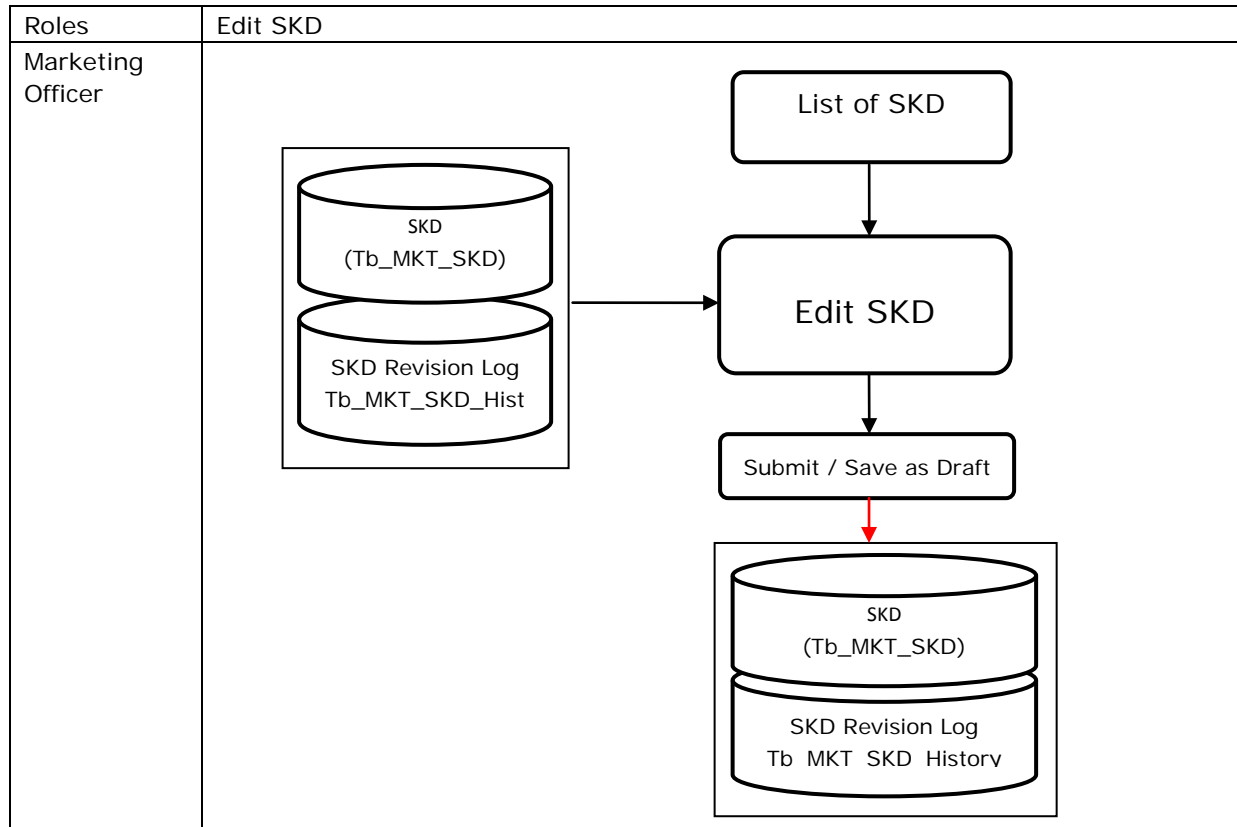 Roles
Edit SKD
Marketing
Officer
List of SKD
SKD
(Tb_MKT_SKD)
SKD Revision Log
Tb_MKT_SKD_Hist
Edit SKD
Submit / Save as Draft
SKD
(Tb_MKT_SKD)
SKD Revision Log
Tb_MKT_SKD_History